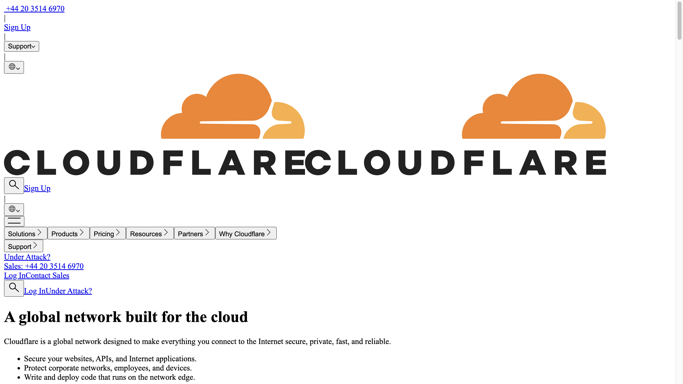 +44 20 3514 6970
|
Sign Up
|
Support
|
CLOUDFLARE CLOUDFLARE
Sign Up
|
Solutions Products Pricing Resources Partners Why Cloudflare
Support
Under Attack?
Sales: +44 20 3514 6970
Log InContact Sales
Log InUnder Attack?
A global network built for the cloud
Cloudflare is a global network designed to make everything you connect to the Internet secure, private, fast, and reliable.
• Secure your websites, APIs, and Internet applications.
• Protect corporate networks, employees, and devices.
• Write and deploy code that runs on the network edge.